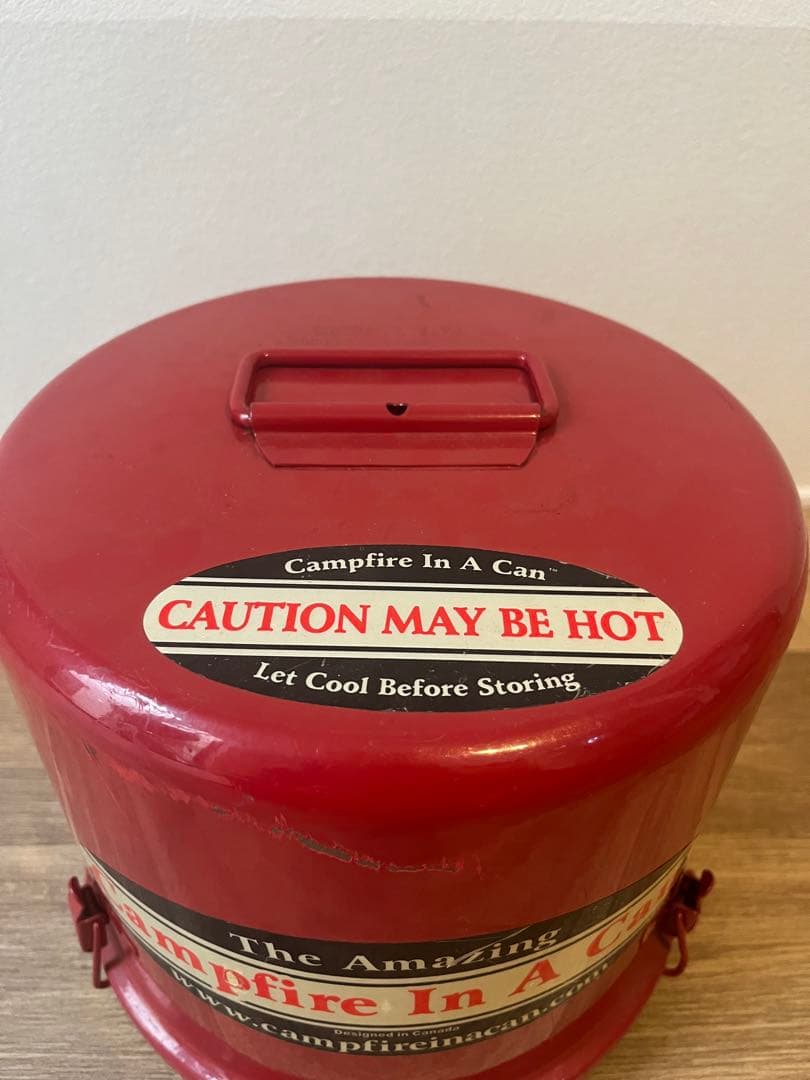 Campfire In A Can™
CAUTION MAY BE HOT
Let Cool Before Storing
The Amazing
Campfire In A Can
Designed in Canada
www.campfireinacan.com